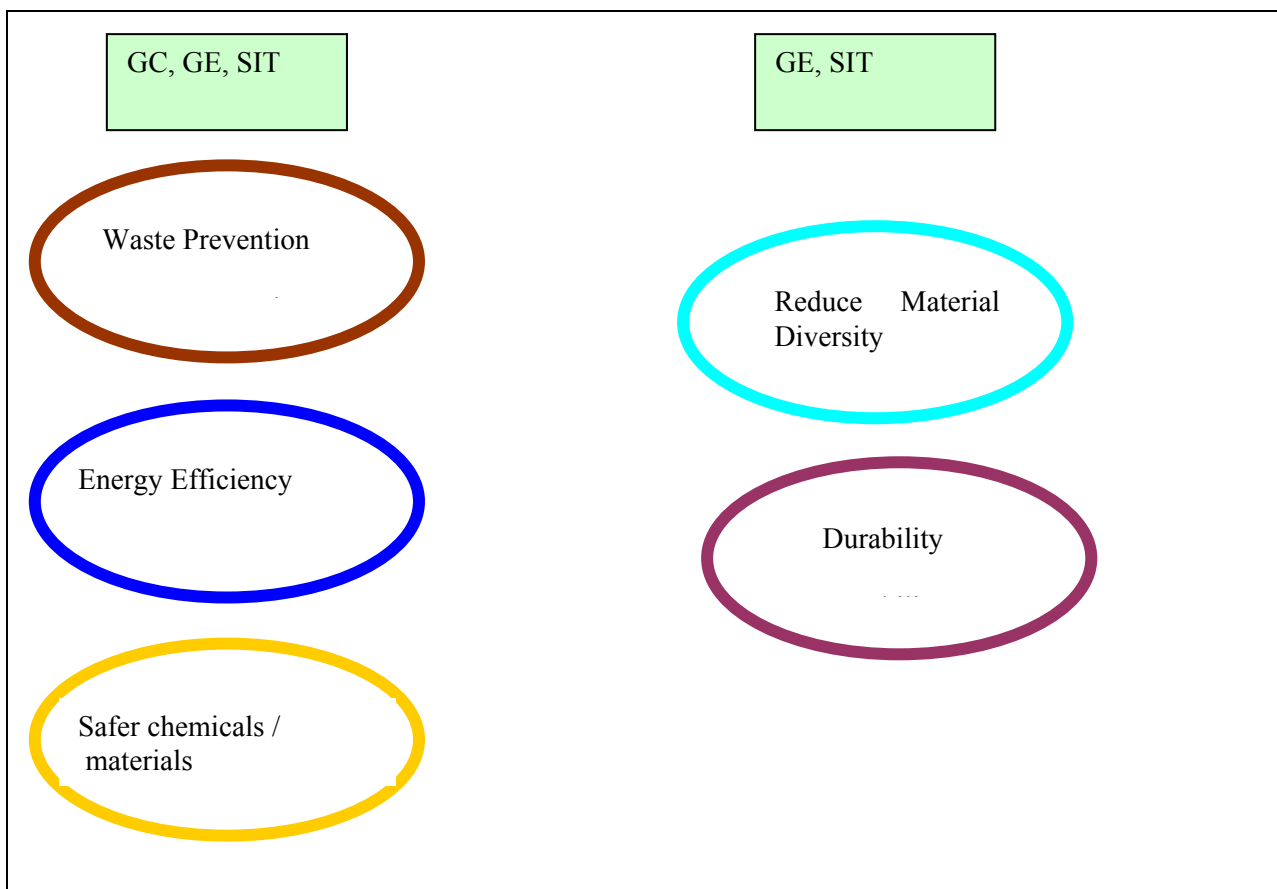 GC, GE, SIT
Waste Prevention
Energy Efficiency
Safer chemicals /
materials
GE, SIT
Reduce Material
Diversity
Durability